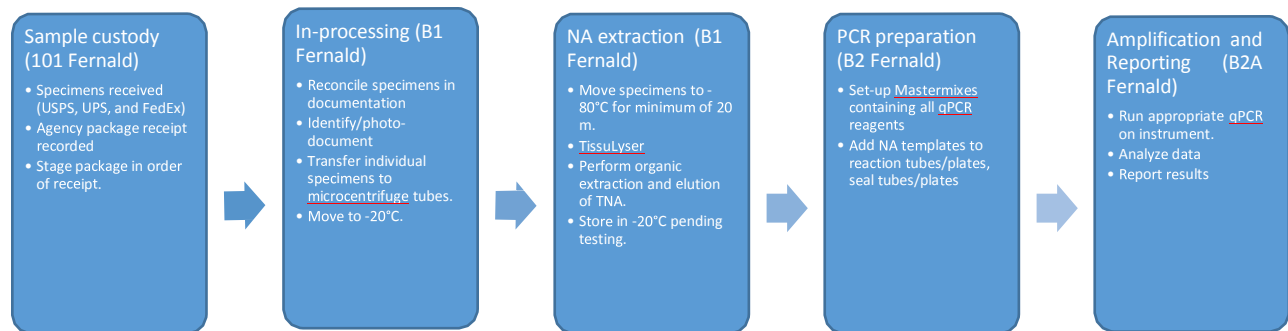 Sample custody
(101 Fernald)
• Specimens received
(USPS, UPS, and FedEx)
• Agency package receipt
recorded
• Stage package in order
of receipt.
In-processing (B1
Fernald)
• Reconcile specimens in
documentation
• Identify/photo-
document
• Transfer individual
specimens to
microcentrifuge tubes.
• Move to -20°C.
NA extraction (B1
Fernald)
• Move specimens to -
80°C for minimum of 20
m.
• TissuLyser
• Perform organic
extraction and elution
of TNA.
• Store in -20°C pending
testing.
PCR preparation
(B2 Fernald)
• Set-up Mastermixes
containing all qPCR
reagents
• Add NA templates to
reaction tubes/plates,
seal tubes/plates
Amplification and
Reporting (B2A
Fernald)
• Run appropriate qPCR
on instrument.
• Analyze data
• Report results